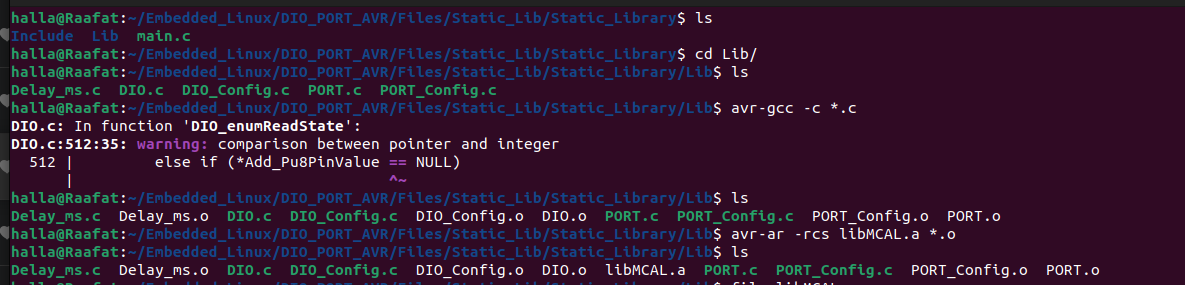 halla@Raafat:~/Embedded_Linux/DIO_PORT_AVR/Files/Static_Lib/Static_Library$ ls
Include  Lib  main.c
halla@Raafat:~/Embedded_Linux/DIO_PORT_AVR/Files/Static_Lib/Static_Library$ cd Lib/
halla@Raafat:~/Embedded_Linux/DIO_PORT_AVR/Files/Static_Lib/Static_Library/Lib$ ls
Delay_ms.c  DIO.c  DIO_Config.c  PORT.c  PORT_Config.c
halla@Raafat:~/Embedded_Linux/DIO_PORT_AVR/Files/Static_Lib/Static_Library/Lib$ avr-gcc -c *.c
DIO.c: In function 'DIO_enumReadState':
DIO.c:512:35: warning: comparison between pointer and integer
  512 |         else if (*Add_Pu8PinValue == NULL)
      |                                   ^~
halla@Raafat:~/Embedded_Linux/DIO_PORT_AVR/Files/Static_Lib/Static_Library/Lib$ ls
Delay_ms.c  Delay_ms.o  DIO.c  DIO_Config.c  DIO_Config.o  DIO.o  PORT.c  PORT_Config.c  PORT_Config.o  PORT.o
halla@Raafat:~/Embedded_Linux/DIO_PORT_AVR/Files/Static_Lib/Static_Library/Lib$ avr-ar -rcs libMCAL.a *.o
halla@Raafat:~/Embedded_Linux/DIO_PORT_AVR/Files/Static_Lib/Static_Library/Lib$ ls
Delay_ms.c  Delay_ms.o  DIO.c  DIO_Config.c  DIO_Config.o  DIO.o  libMCAL.a  PORT.c  PORT_Config.c  PORT_Config.o  PORT.o